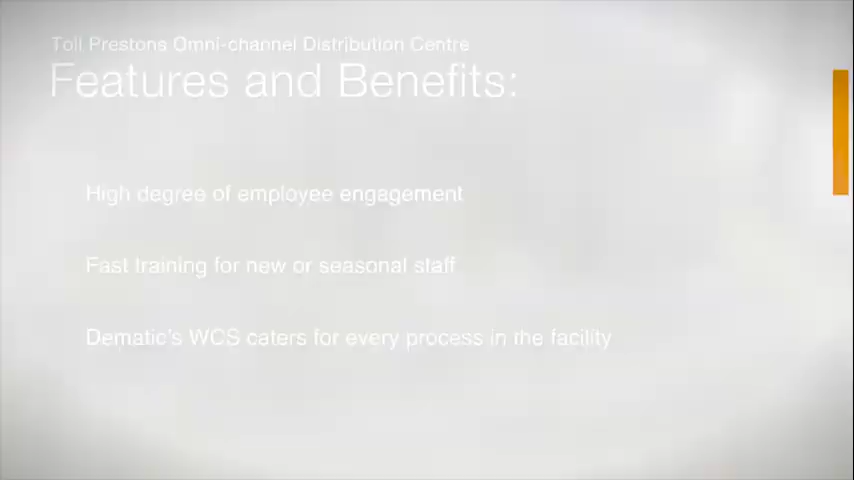 Toll Prestons Omni-channel Distribution Centre
Features and Benefits:
High degree of employee engagement
Fast training for new or seasonal staff
Dematic's WCS caters for every process in the facility